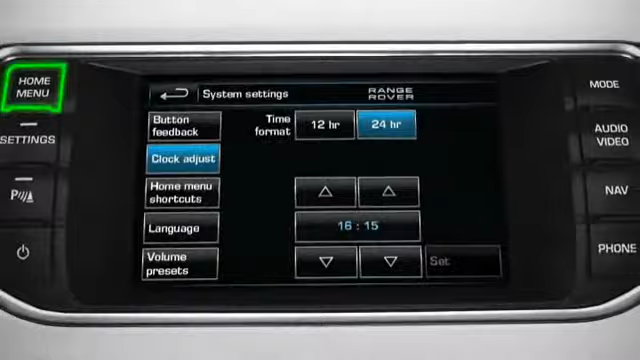 HOME
MENU
System settings
RANGE
ROVER
MODE
Button
feedback
Time
format
12 hr
24 hr
SETTINGS
AUDIO
VIDEO
Clock adjust
Home menu
shortcuts
P
NAV
Language
16 : 15
PHONE
Volume
presets
Set